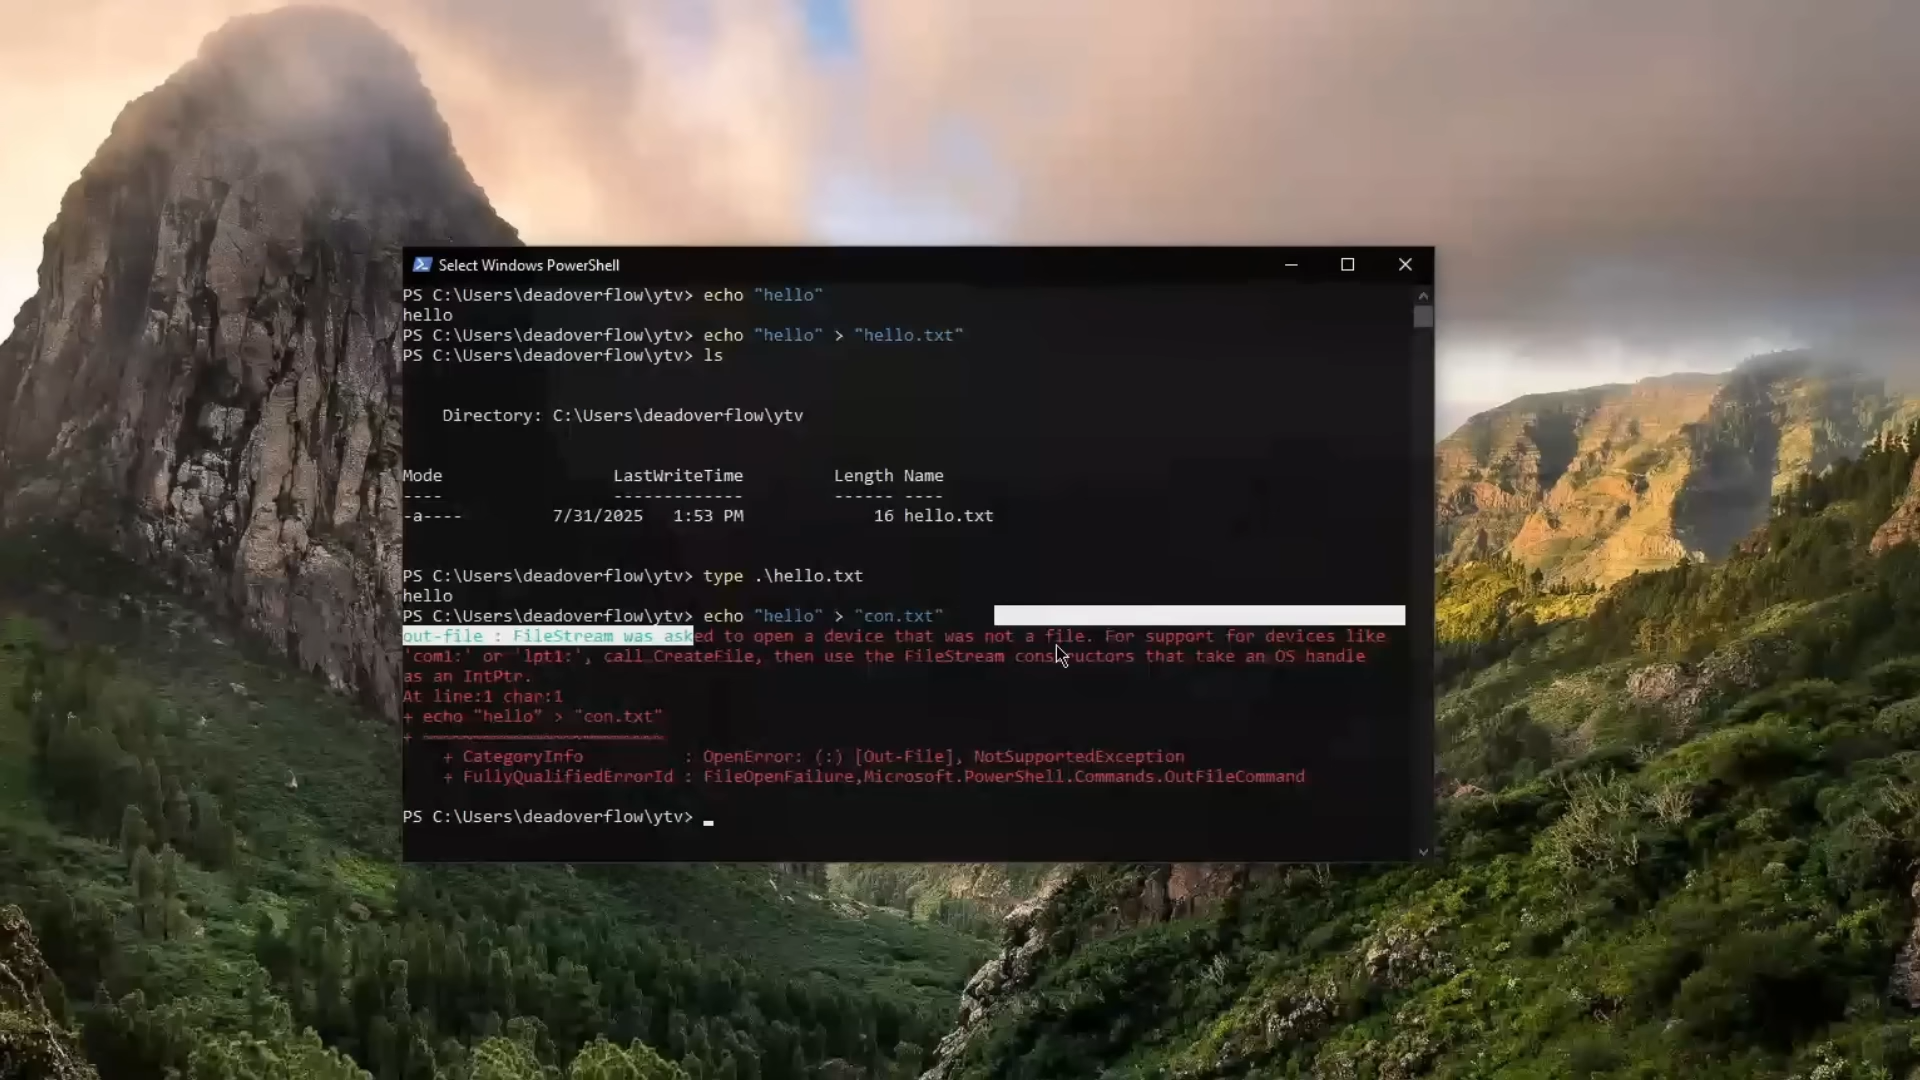 Select Windows PowerShell
PS C:\Users\deadoverflow\ytv> echo "hello"
hello
PS C:\Users\deadoverflow\ytv> echo "hello" > "hello.txt"
PS C:\Users\deadoverflow\ytv> ls
Directory: C:\Users\deadoverflow\ytv
Mode LastWriteTime Length Name
---- ------------- ------ ----
-a---- 7/31/2025 1:53 PM 16 hello.txt
PS C:\Users\deadoverflow\ytv> type .\hello.txt
hello
PS C:\Users\deadoverflow\ytv> echo "hello" > "con.txt"
out-file : FileStream was asked to open a device that was not a file. For support for devices like
'com1:' or 'lpt1:', call CreateFile, then use the FileStream constructors that take an OS handle
as an IntPtr.
At line:1 char:1
+ echo "hello" > "con.txt"
+ ~~~~~~~~~~~~~~~~~~~~~~~~
+ CategoryInfo : OpenError: (:) [Out-File], NotSupportedException
+ FullyQualifiedErrorId : FileOpenFailure,Microsoft.PowerShell.Commands.OutFileCommand
PS C:\Users\deadoverflow\ytv>